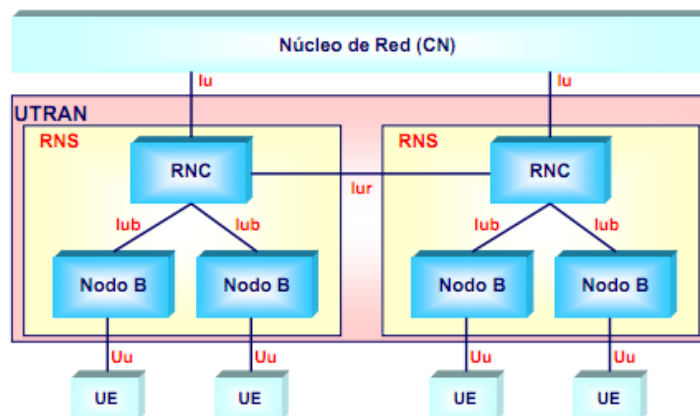 Núcleo de Red (CN)
Iu Iu
UTRAN
RNS RNS
RNC RNC
Iur
Iub Iub Iub Iub
Nodo B Nodo B Nodo B Nodo B
Uu Uu Uu Uu
UE UE UE UE